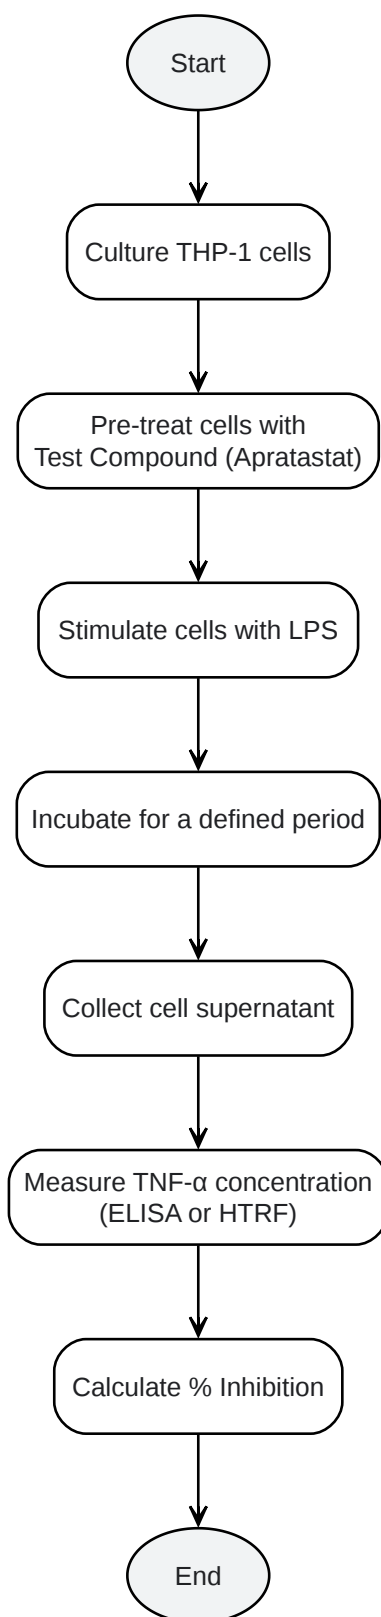 Start
Culture THP-1 cells
Pre-treat cells with
Test Compound (Apratastat)
Stimulate cells with LPS
Incubate for a defined period
Collect cell supernatant
Measure TNF-α concentration
(ELISA or HTRF)
Calculate % Inhibition
End